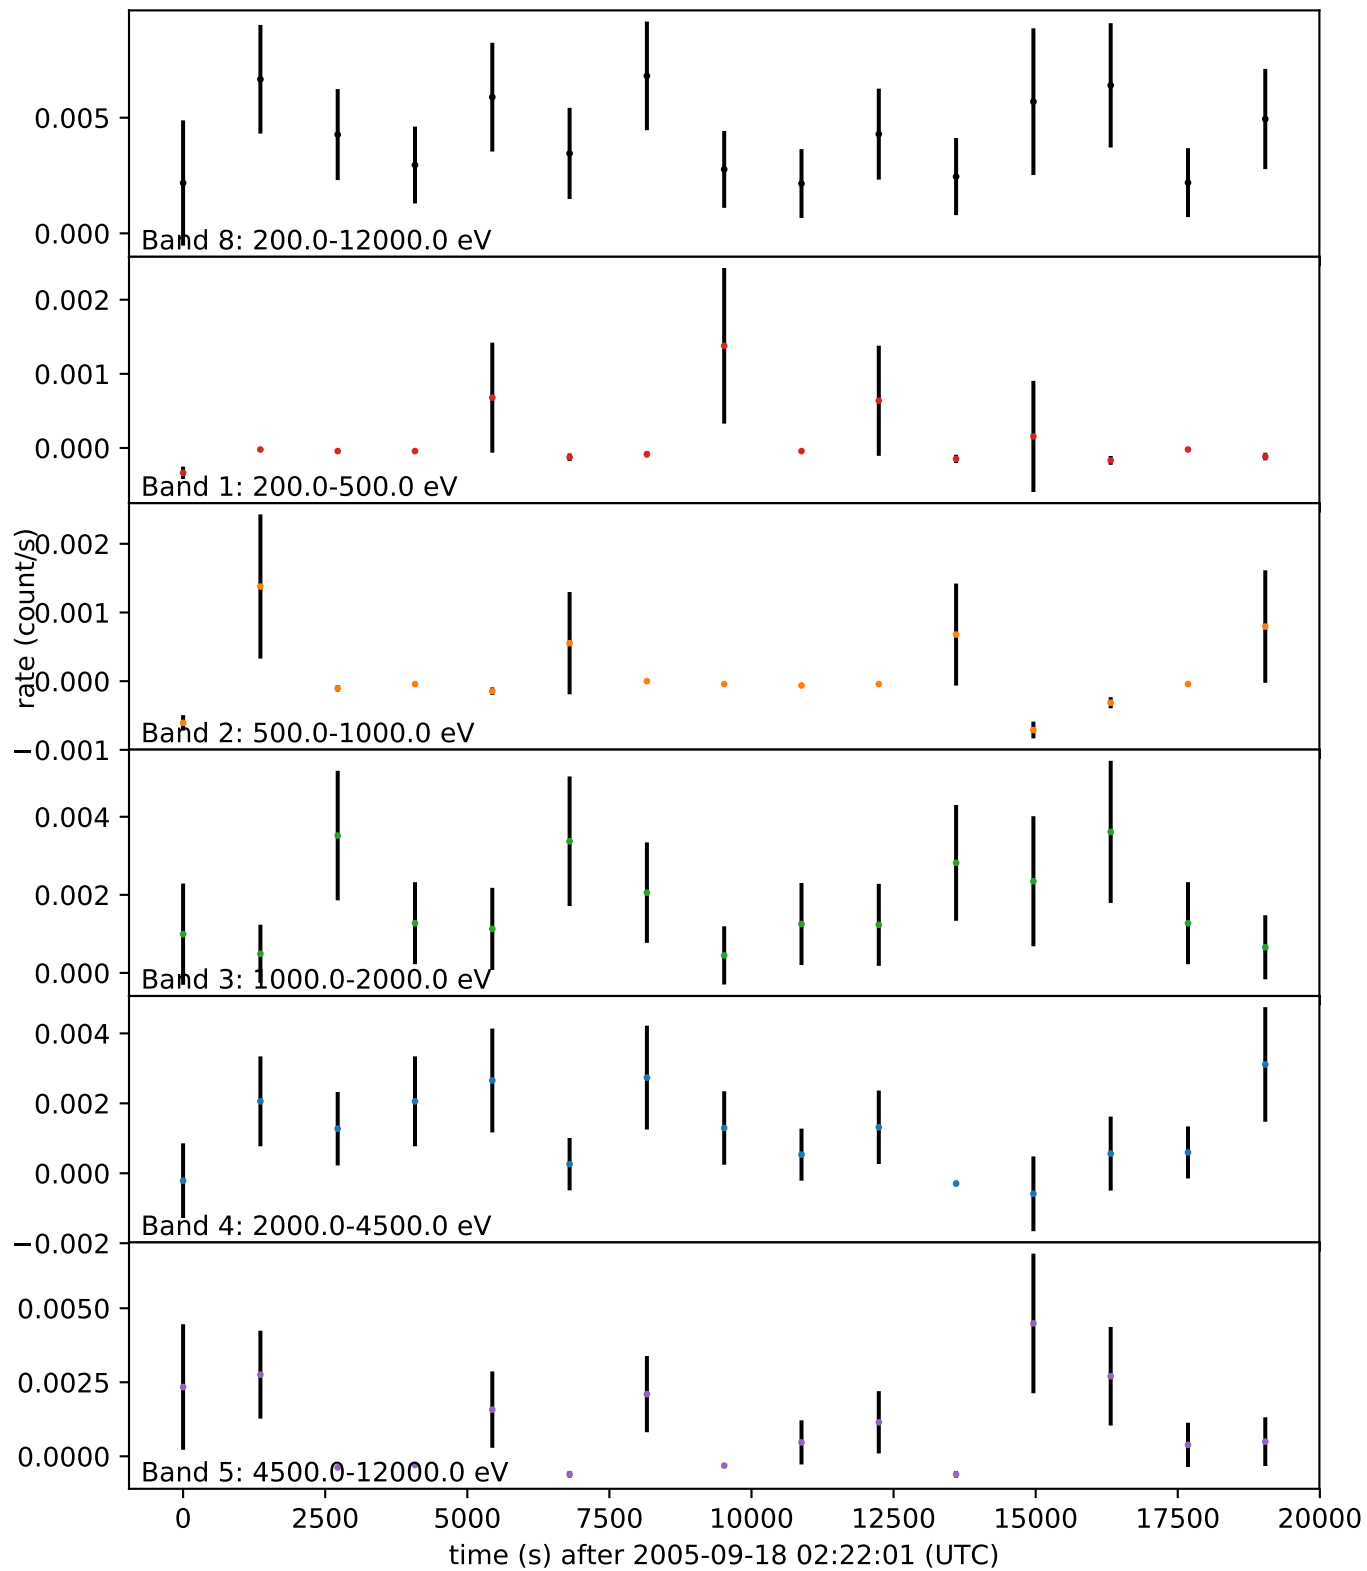 0.005
0.000
Band 8: 200.0-12000.0 eV
0.002
0.001
0.000
Band 1: 200.0-500.0 eV
rate (count/s)
0.002
0.001
0.000
−0.001
Band 2: 500.0-1000.0 eV
0.004
0.002
0.000
Band 3: 1000.0-2000.0 eV
0.004
0.002
0.000
−0.002
Band 4: 2000.0-4500.0 eV
0.0050
0.0025
0.0000
Band 5: 4500.0-12000.0 eV
0 2500 5000 7500 10000 12500 15000 17500 20000
time (s) after 2005-09-18 02:22:01 (UTC)